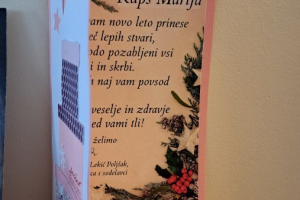 Kaps Marija
am novo leto prinese
eč lepih stvari,
odo pozabljeni vsi
i in skrbi.
naj vam povsod
veselje in zdravje
ed vami tli!
želimo
Lekić Poljšak,
ca s sodelavci